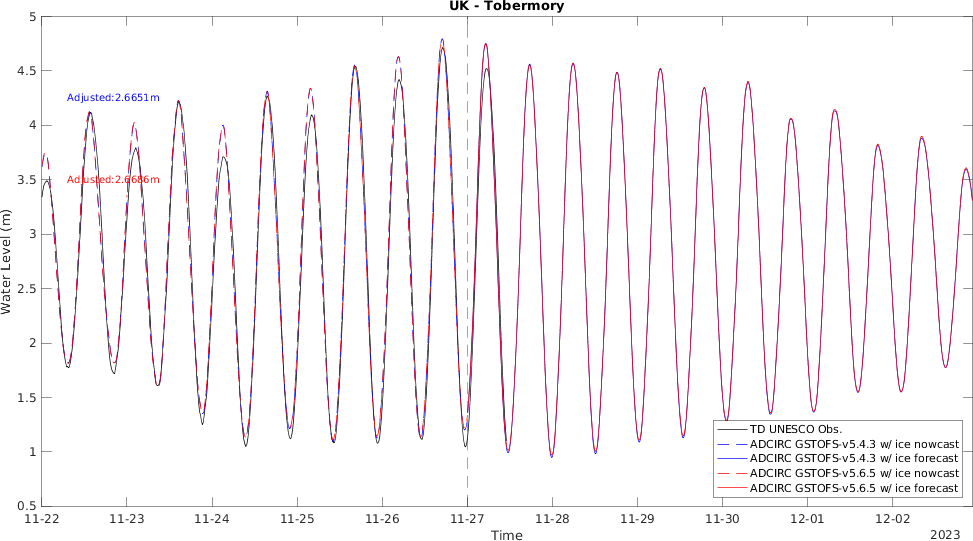 UK - Tobermory
5
4.5
4
3.5
3
2.5
2
1.5
1
0.5
Water Level (m)
Adjusted:2.6651m
Adjusted:2.6686m
TD UNESCO Obs.
ADCIRC GSTOFS-v5.4.3 w/ ice nowcast
ADCIRC GSTOFS-v5.4.3 w/ ice forecast
ADCIRC GSTOFS-v5.6.5 w/ ice nowcast
ADCIRC GSTOFS-v5.6.5 w/ ice forecast
11-22 11-23 11-24 11-25 11-26 11-27 11-28 11-29 11-30 12-01 12-02
Time
2023